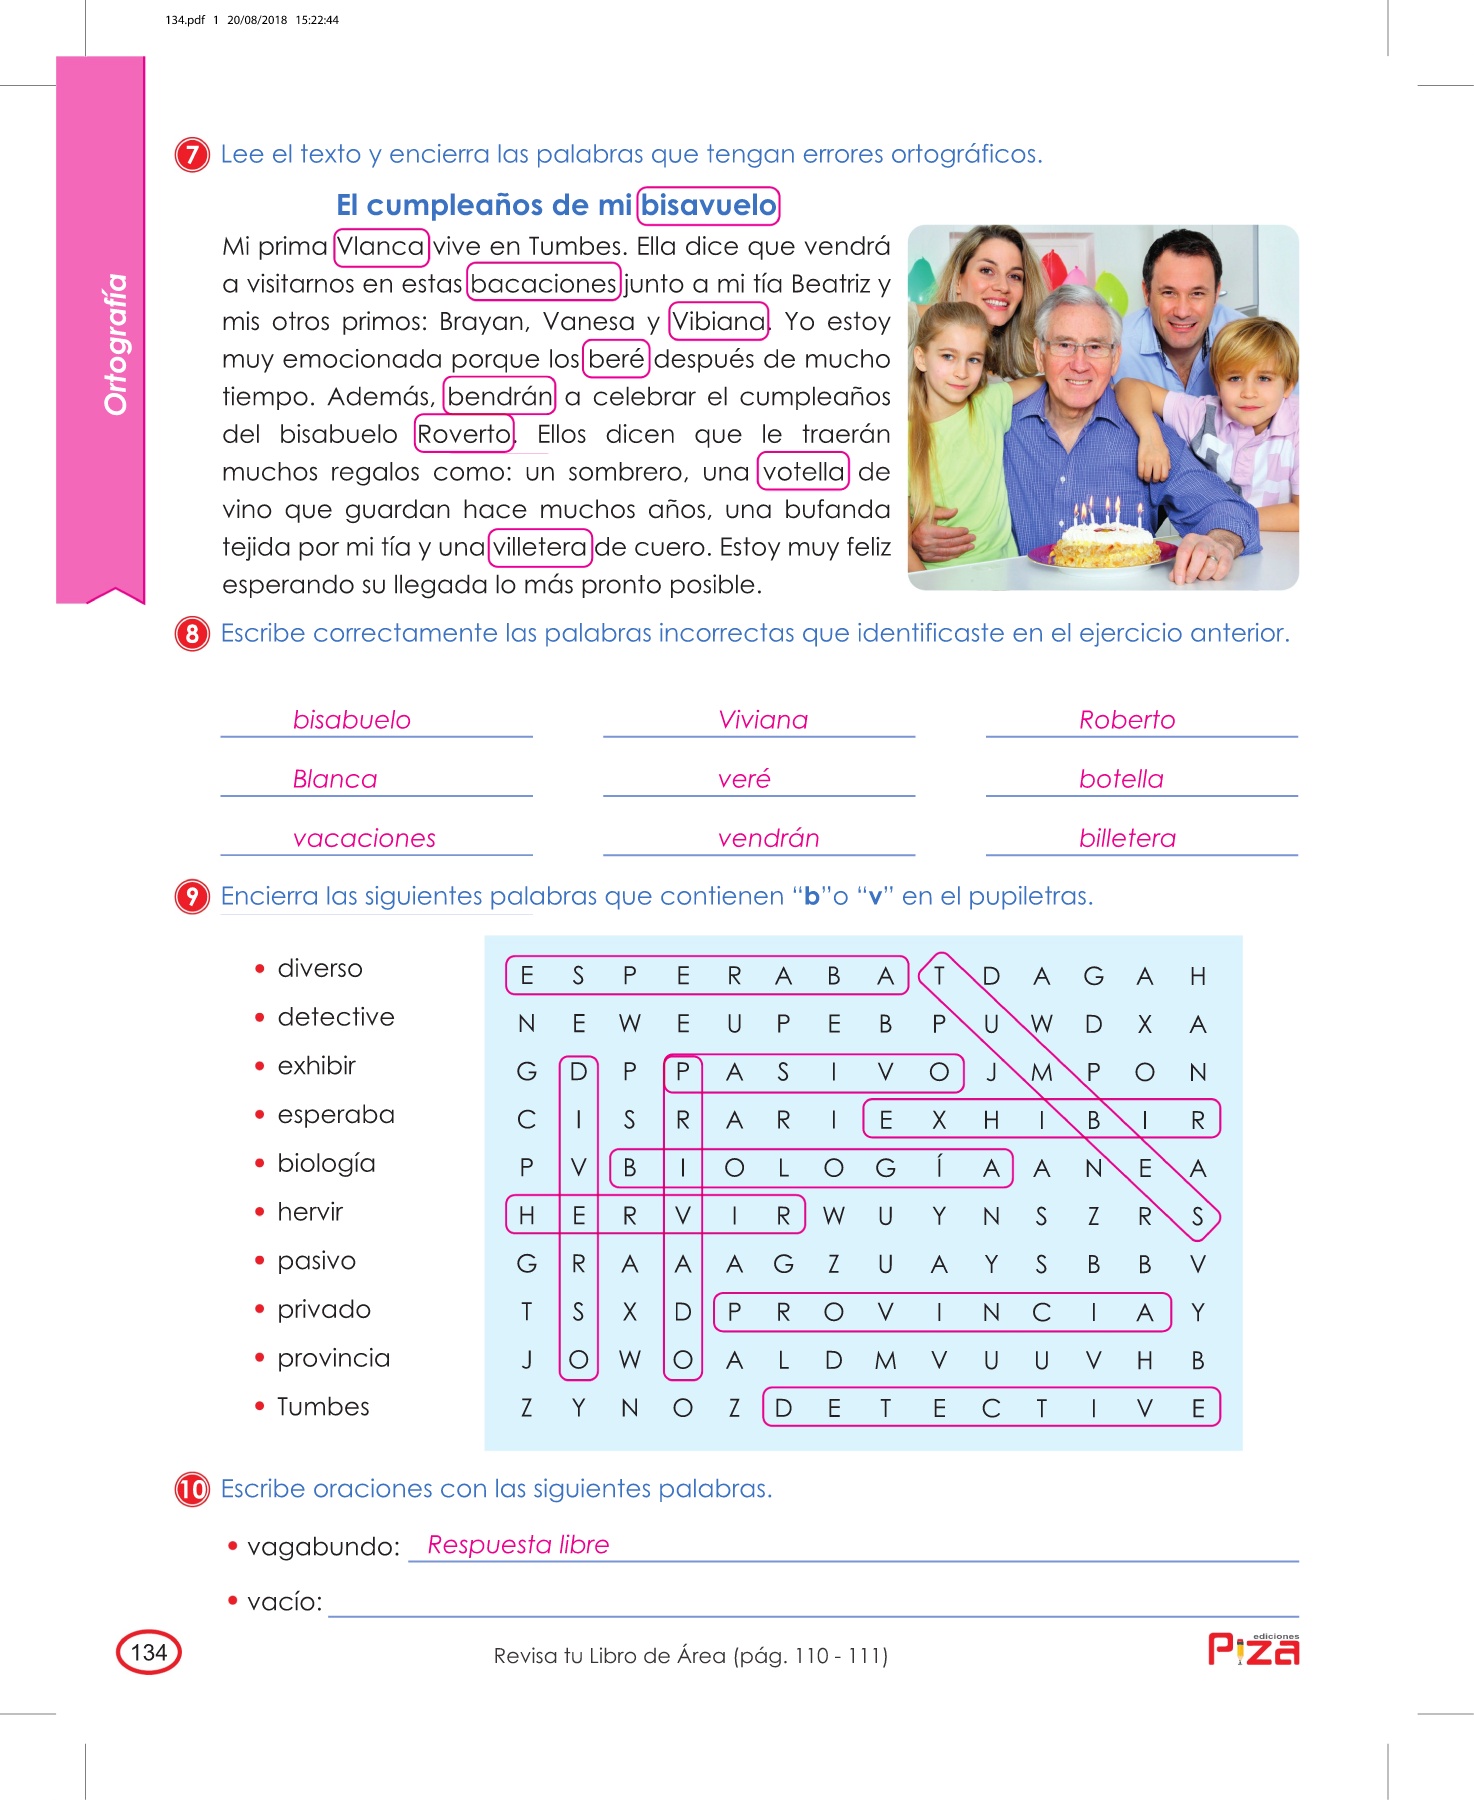 134.pdf 1 20/08/2018 15:22:44
Ortografía
7 Lee el texto y encierra las palabras que tengan errores ortográficos.
El cumpleaños de mi bisavuelo
Mi prima Vlanca vive en Tumbes. Ella dice que vendrá
a visitarnos en estas bacaciones junto a mi tía Beatriz y
mis otros primos: Brayan, Vanesa y Vibiana. Yo estoy
muy emocionada porque los beré después de mucho
tiempo. Además, bendrán a celebrar el cumpleaños
del bisabuelo Roverto. Ellos dicen que le traerán
muchos regalos como: un sombrero, una votella de
vino que guardan hace muchos años, una bufanda
tejida por mi tía y una villetera de cuero. Estoy muy feliz
esperando su llegada lo más pronto posible.
8 Escribe correctamente las palabras incorrectas que identificaste en el ejercicio anterior.
bisabuelo Viviana Roberto
Blanca veré botella
vacaciones vendrán billetera
9 Encierra las siguientes palabras que contienen “b”o “v” en el pupiletras.
• diverso
• detective
• exhibir
• esperaba
• biología
• hervir
• pasivo
• privado
• provincia
• Tumbes
E S P E R A B A T D A G A H
N E W E U P E B P U W D X A
G D P P A S I V O J M P O N
C I S R A R I E X H I B I R
P V B I O L O G Í A A N E A
H E R V I R W U Y N S Z R S
G R A A A G Z U A Y S B B V
T S X D P R O V I N C I A Y
J O W O A L D M V U U V H B
Z Y N O Z D E T E C T I V E
10 Escribe oraciones con las siguientes palabras.
• vagabundo: Respuesta libre
• vacío:
134
Revisa tu Libro de Área (pág. 110 - 111)
ediciones
Piza